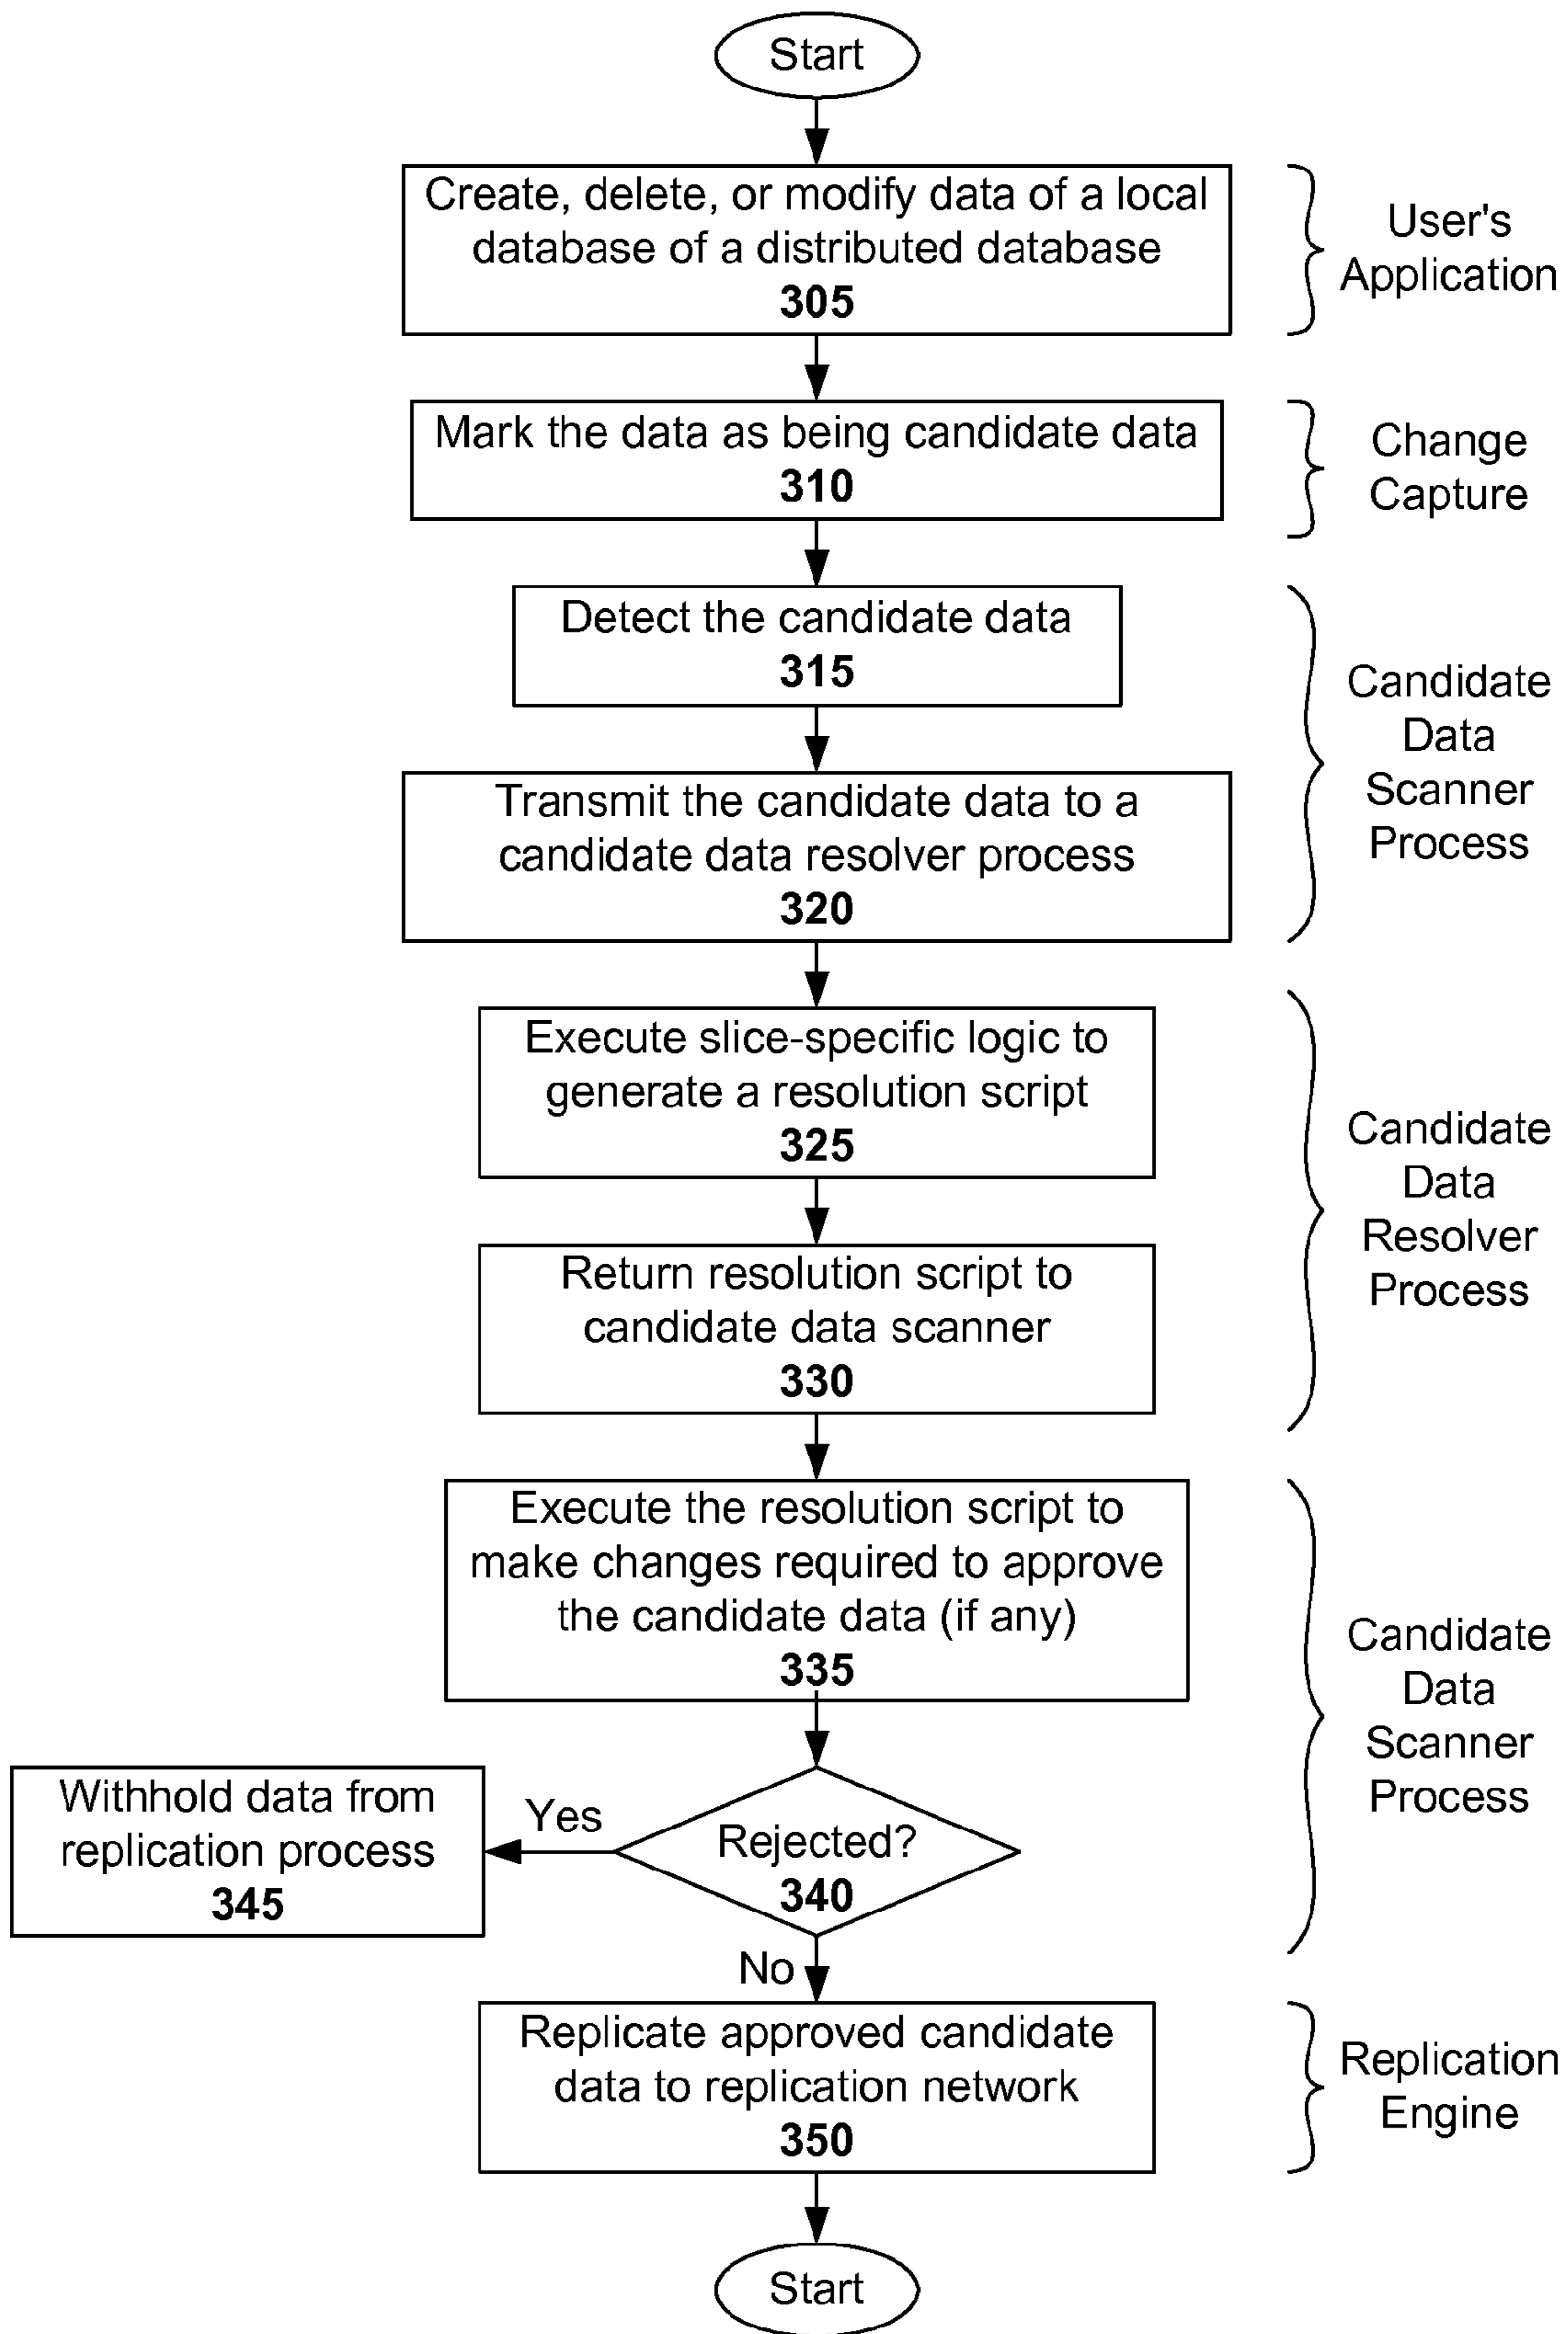 Start
Create, delete, or modify data of a local
database of a distributed database
305
User's
Application
Mark the data as being candidate data
310
Change
Capture
Detect the candidate data
315
Transmit the candidate data to a
candidate data resolver process
320
Candidate
Data
Scanner
Process
Execute slice-specific logic to
generate a resolution script
325
Return resolution script to
candidate data scanner
330
Candidate
Data
Resolver
Process
Execute the resolution script to
make changes required to approve
the candidate data (if any)
335
Rejected?
340
Yes
Withhold data from
replication process
345
Candidate
Data
Scanner
Process
No
Replicate approved candidate
data to replication network
350
Replication
Engine
Start